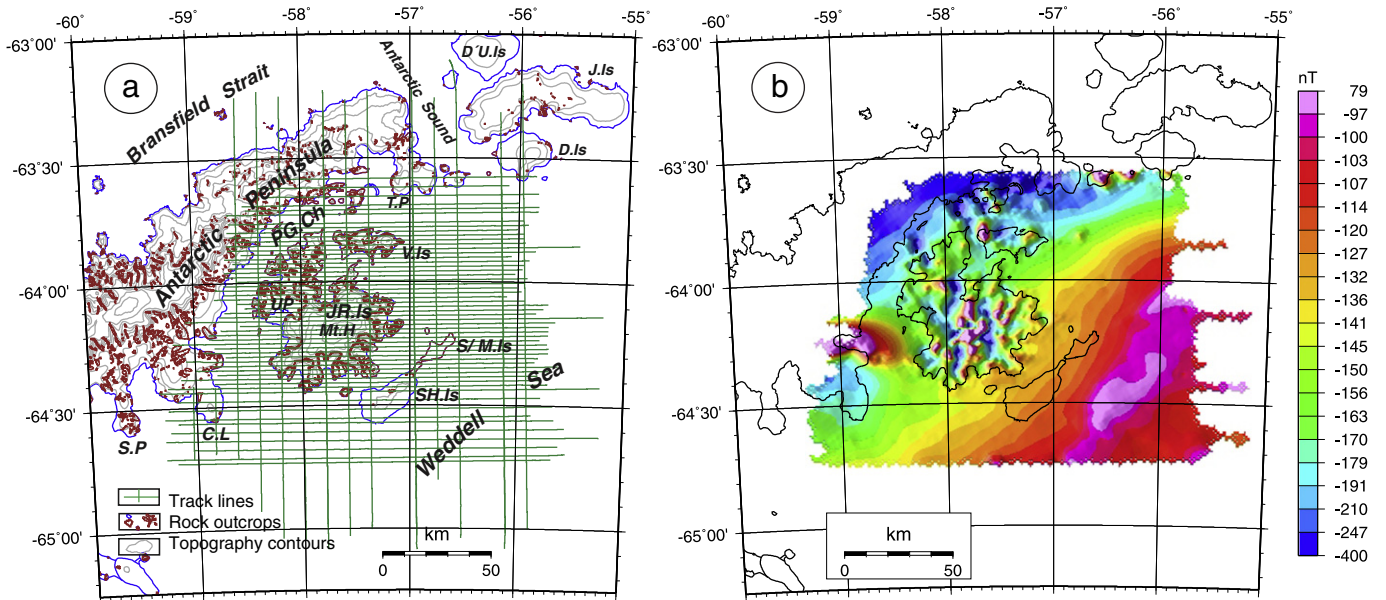 -60˚ -59˚ -58˚ -57˚ -56˚ -55˚
-63˚00'
-63˚30'
-64˚00'
-64˚30'
-65˚00'
a
Bransfield Strait
Antarctic Sound
D´U.Is
J.Is
D.Is
Antarctic Peninsula
PG.Ch
T.P
V.Is
UP
JR.Is
Mt.H
S/ M.Is
SH.Is
S.P
C.L
Weddell Sea
Track lines
Rock outcrops
Topography contours
km
0 50
-60˚ -59˚ -58˚ -57˚ -56˚ -55˚
-63˚00'
-63˚30'
-64˚00'
-64˚30'
-65˚00'
b
km
0 50
nT
79
-97
-100
-103
-107
-114
-120
-127
-132
-136
-141
-145
-150
-156
-163
-170
-179
-191
-210
-247
-400